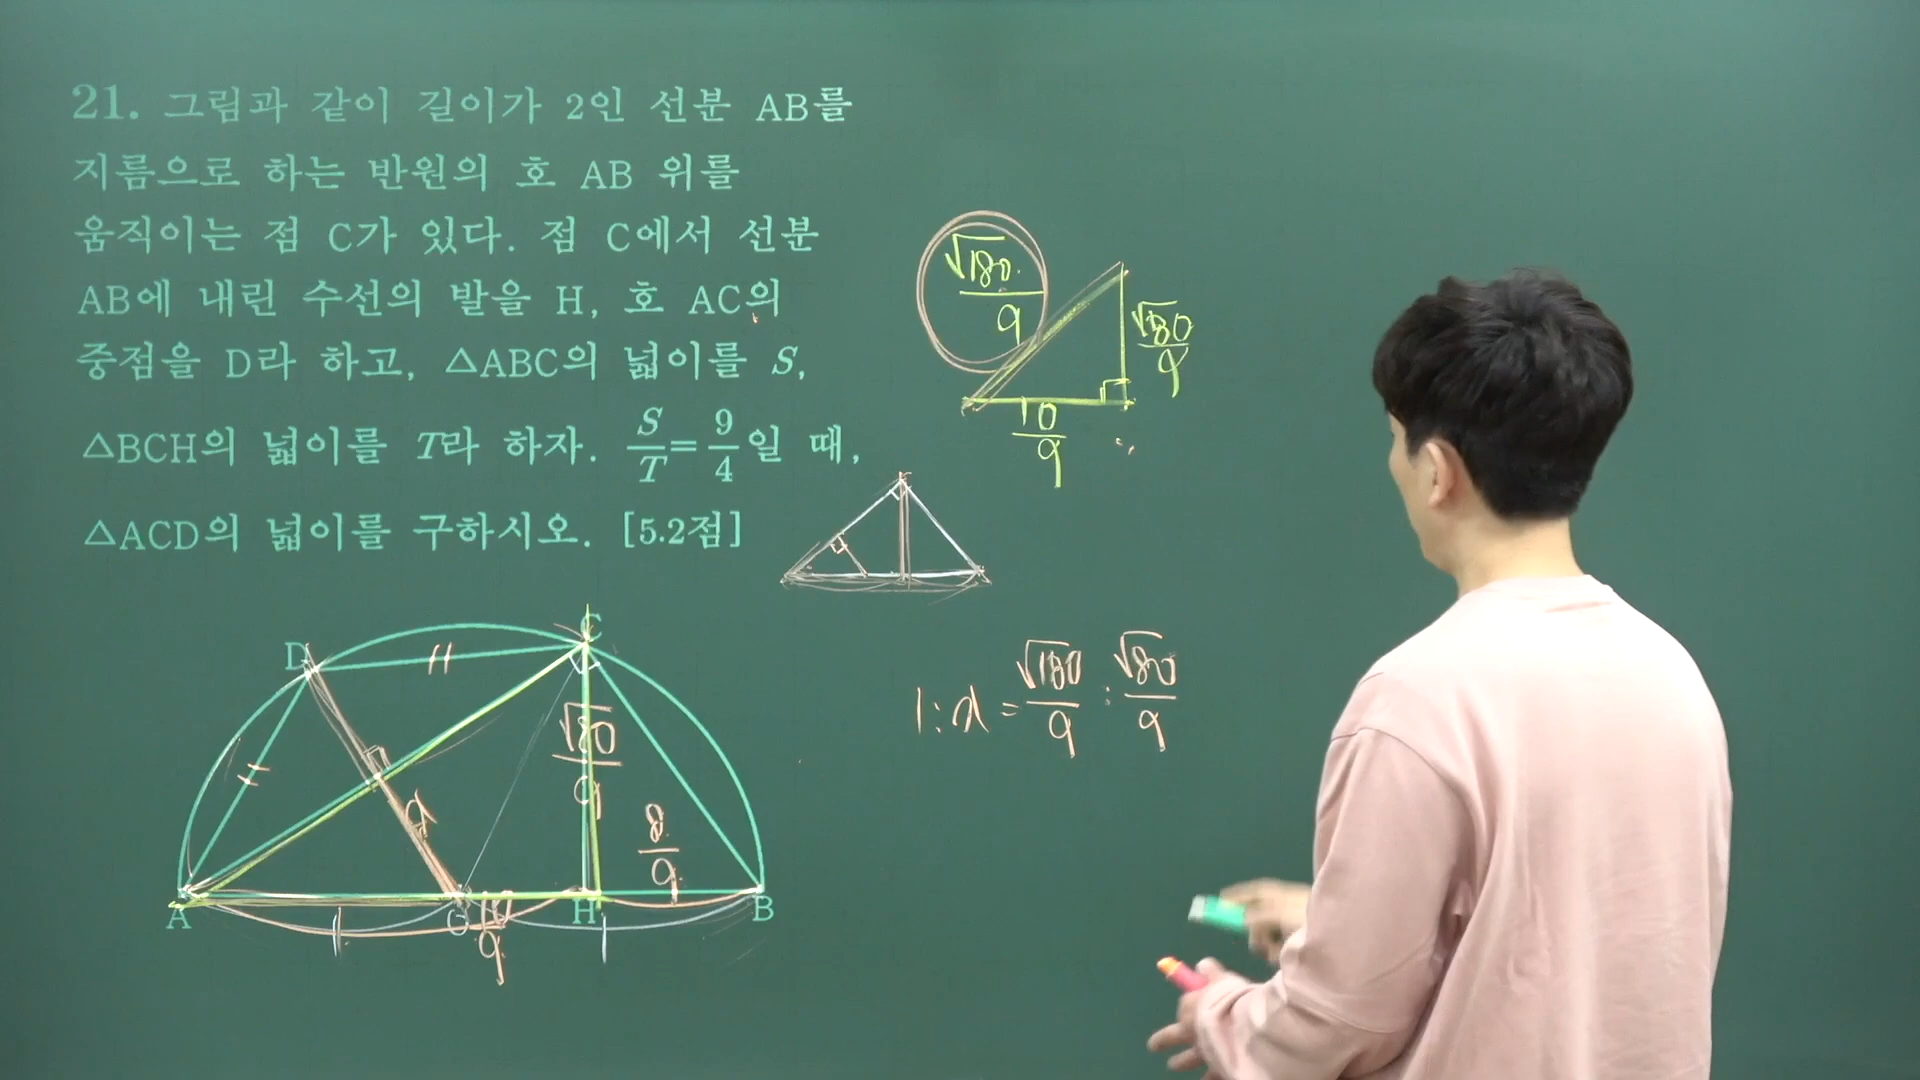 21. 그림과 같이 길이가 2인 선분 AB를
지름으로 하는 반원의 호 AB 위를
움직이는 점 C가 있다. 점 C에서 선분
AB에 내린 수선의 발을 H, 호 AC의
중점을 D라 하고, △ABC의 넓이를 S,
△BCH의 넓이를 T라 하자. S/T=9/4일 때,
△ACD의 넓이를 구하시오. [5.2점]
√180/9
√80/9
10/9
1:x=√180/9:√80/9
D
C
√80/9
x
8/9
A
O
10/9
H
B
1
1